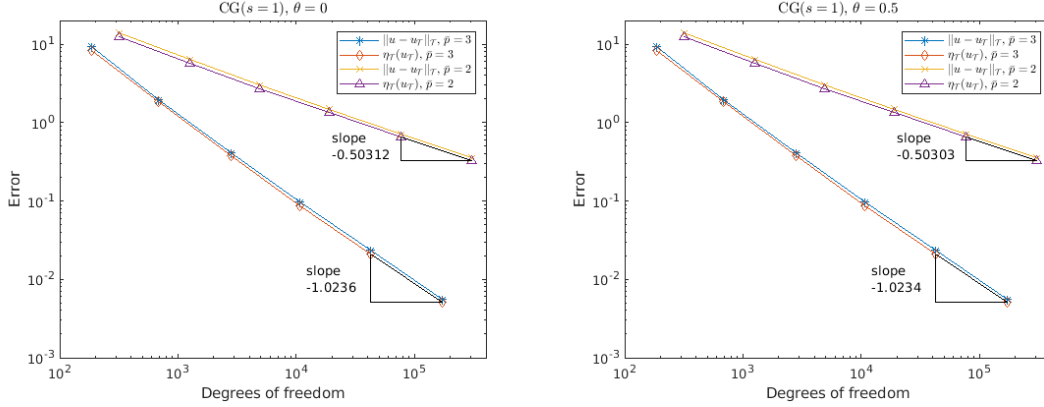 CG(s = 1), θ = 0
‖u − u_𝒯‖_𝒯, p̄ = 3
η_𝒯(u_𝒯), p̄ = 3
‖u − u_𝒯‖_𝒯, p̄ = 2
η_𝒯(u_𝒯), p̄ = 2
10^1
10^0
10^-1
10^-2
10^-3
Error
slope
-0.50312
slope
-1.0236
10^2
10^3
10^4
10^5
Degrees of freedom
CG(s = 1), θ = 0.5
‖u − u_𝒯‖_𝒯, p̄ = 3
η_𝒯(u_𝒯), p̄ = 3
‖u − u_𝒯‖_𝒯, p̄ = 2
η_𝒯(u_𝒯), p̄ = 2
10^1
10^0
10^-1
10^-2
10^-3
Error
slope
-0.50303
slope
-1.0234
10^2
10^3
10^4
10^5
Degrees of freedom